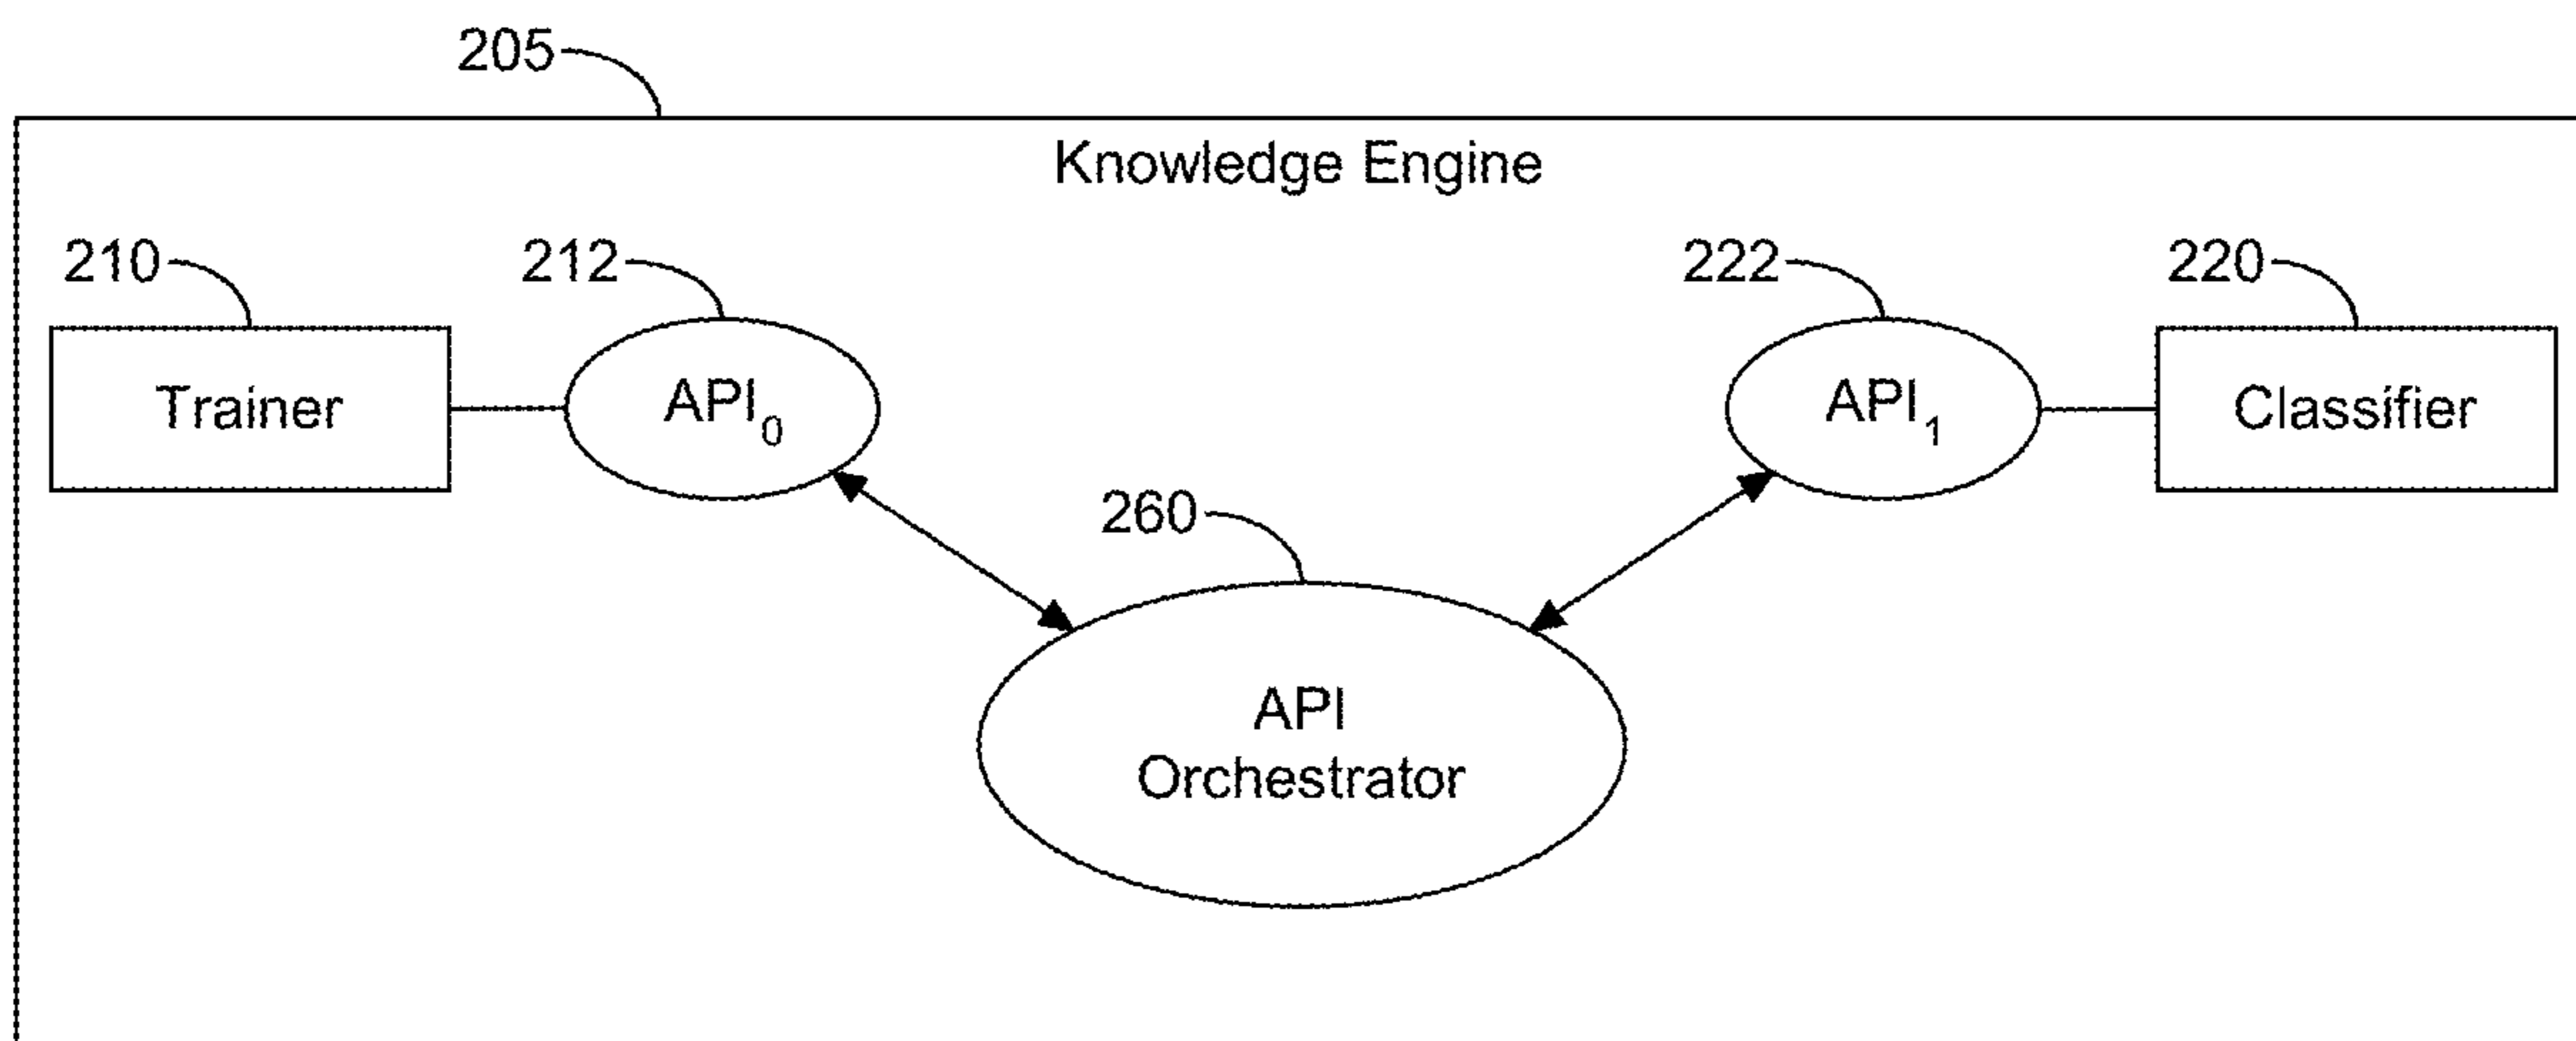 205
Knowledge Engine
210
212
222
220
Trainer
API0
API1
Classifier
260
API
Orchestrator